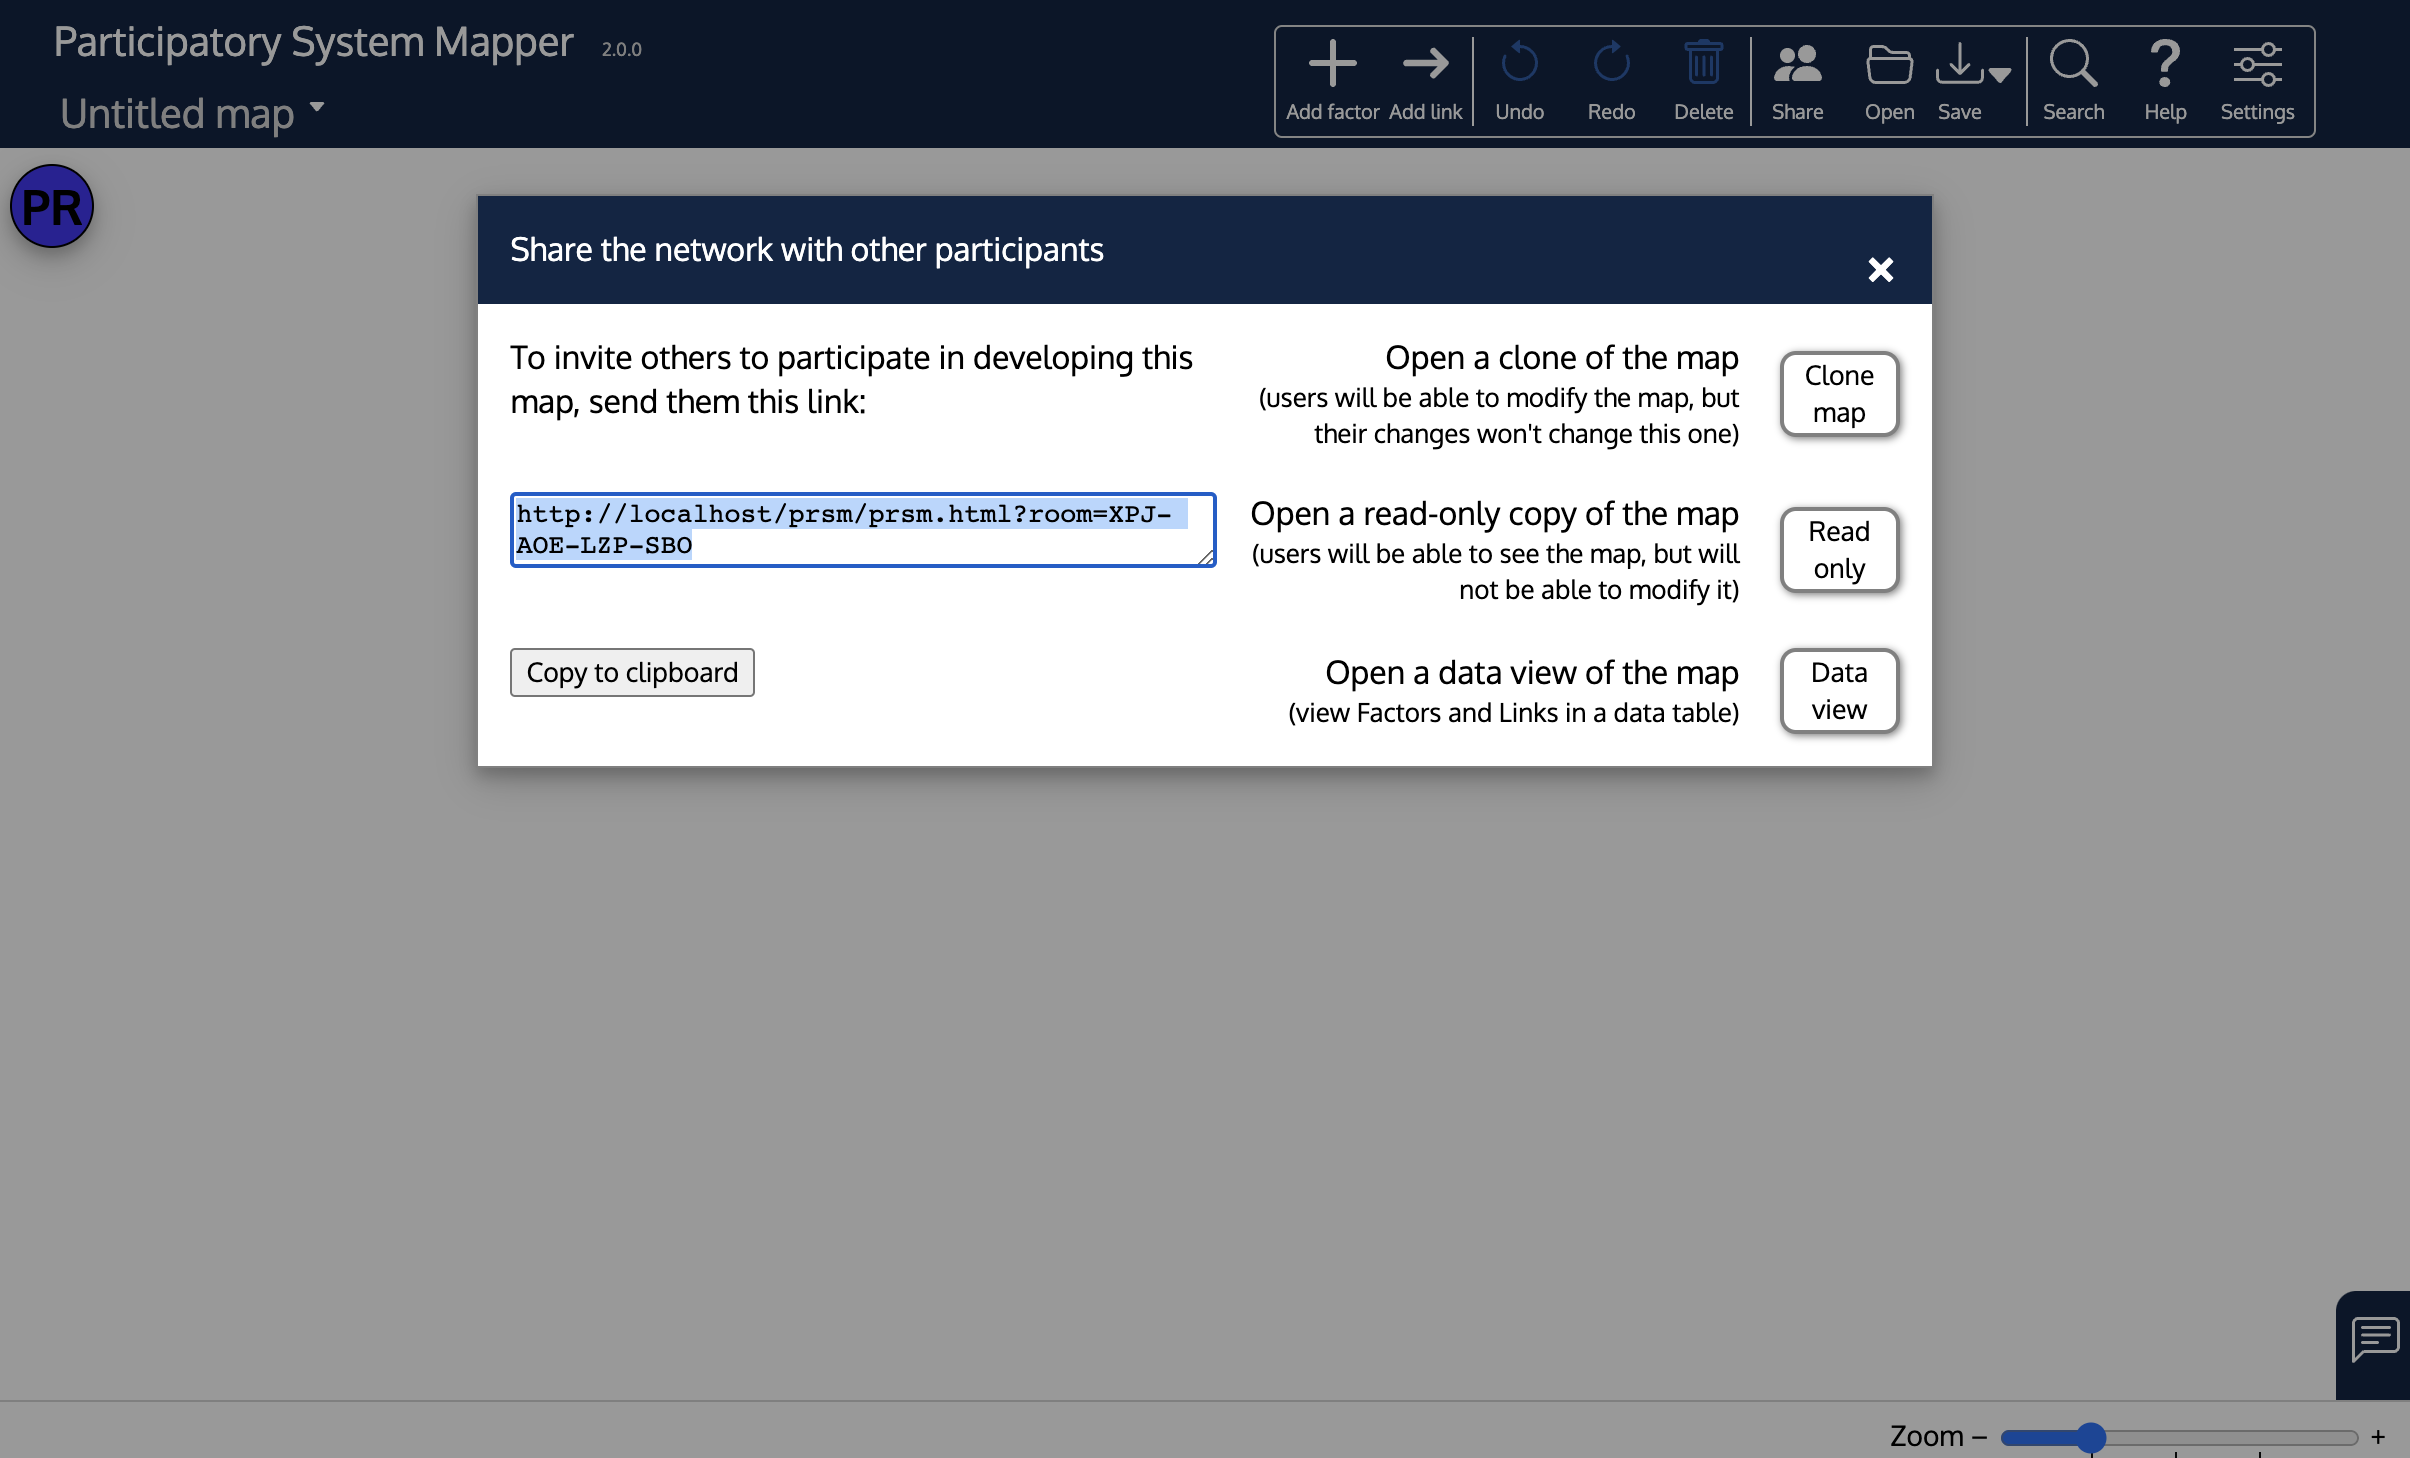 Participatory System Mapper 2.0.0
Untitled map
Add factor Add link Undo Redo Delete Share Open Save Search Help Settings
PR
Share the network with other participants
To invite others to participate in developing this
map, send them this link:
http://localhost/prsm/prsm.html?room=XPJ-
AOE-LZP-SBO
Copy to clipboard
Open a clone of the map
(users will be able to modify the map, but
their changes won't change this one)
Clone
map
Open a read-only copy of the map
(users will be able to see the map, but will
not be able to modify it)
Read
only
Open a data view of the map
(view Factors and Links in a data table)
Data
view
Zoom – +